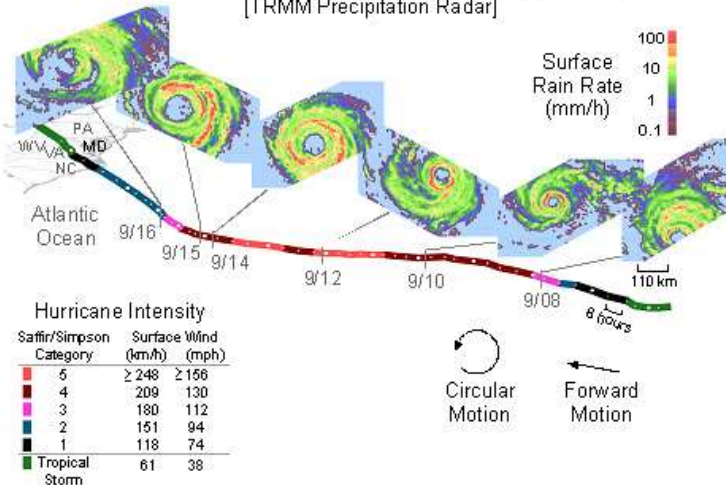 [TRMM Precipitation Radar]
Surface
Rain Rate
(mm/h)
100
10
1
0.1
PA
WV
VA
MD
NC
Atlantic
Ocean
9/16
9/15
9/14
9/12
9/10
9/08
110 km
6 hours
Hurricane Intensity
Saffir/Simpson Surface Wind
Category (km/h) (mph)
5 ≥ 248 ≥ 156
4 209 130
3 180 112
2 151 94
1 118 74
Tropical 61 38
Storm
Circular
Motion
Forward
Motion